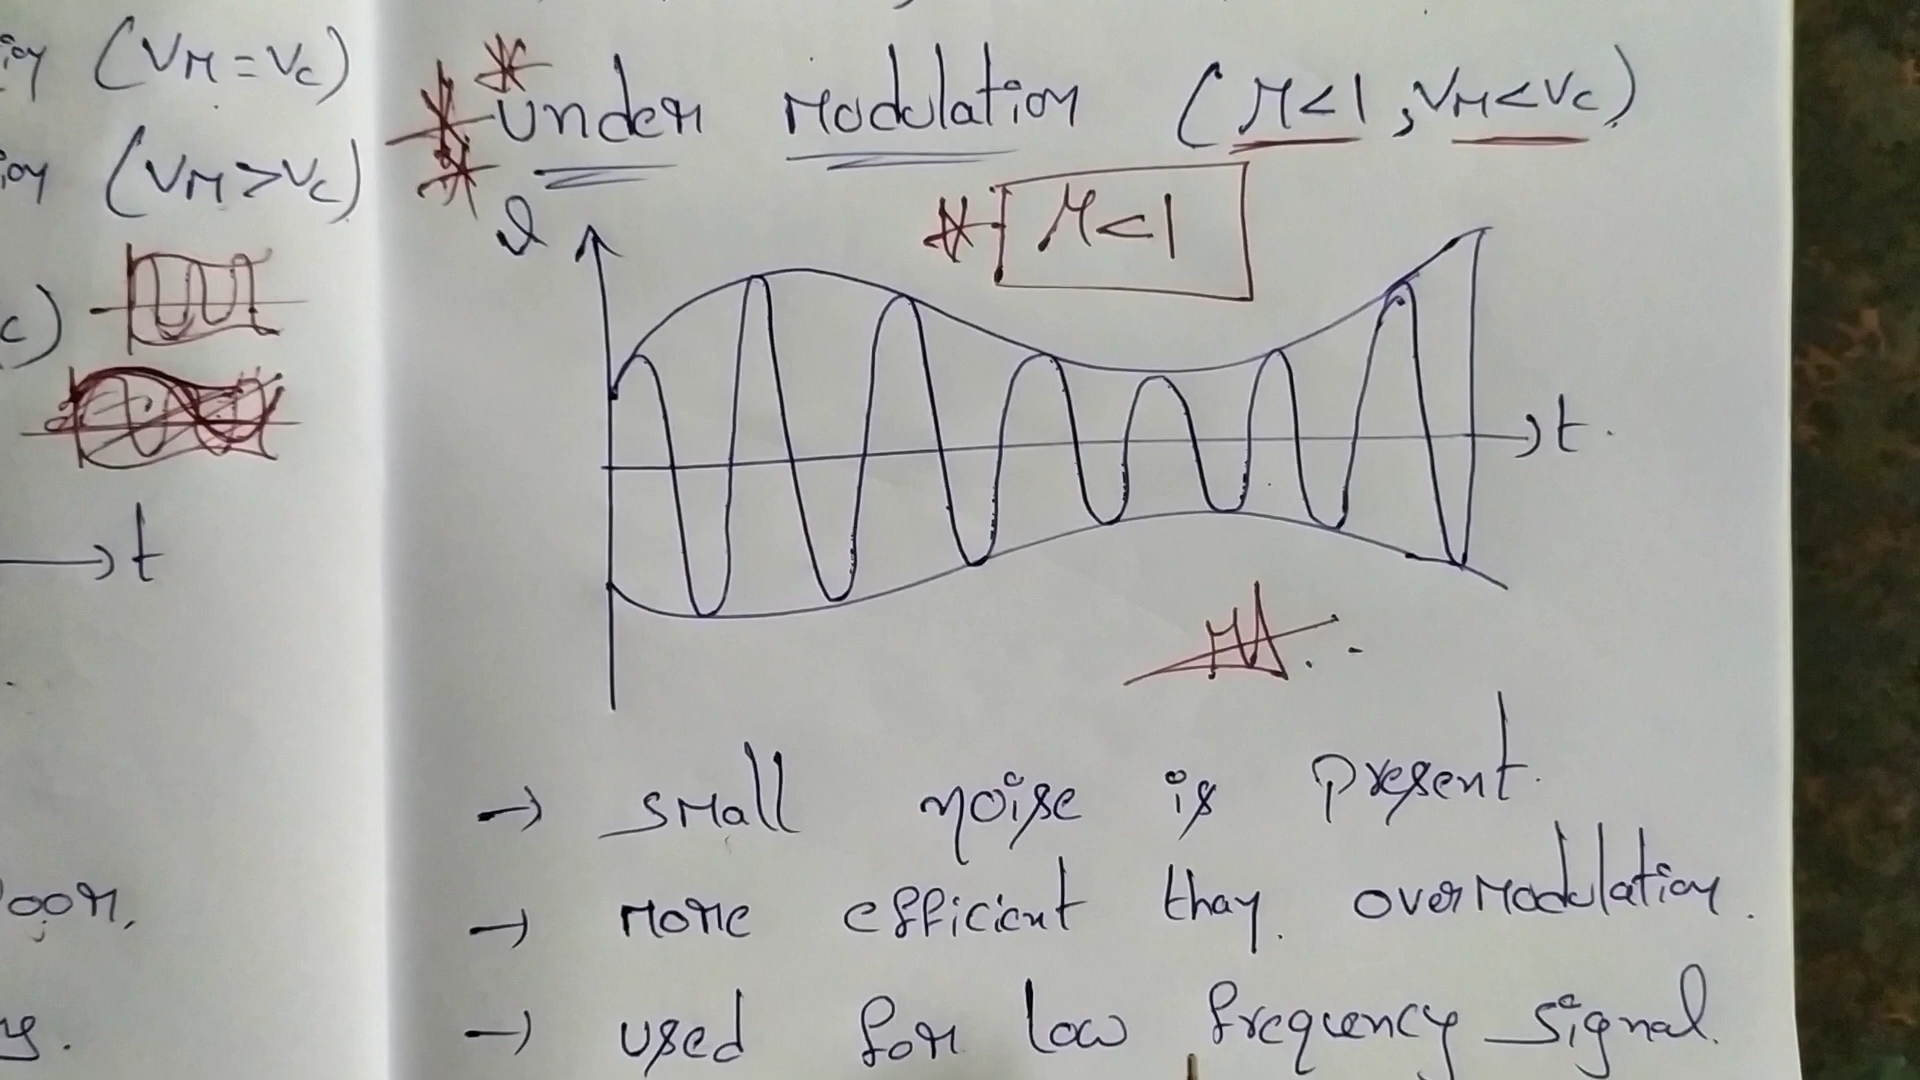 (VM=Vc)
(VM>Vc)
c)
→t
oor,
y.
Under Modulation (M<1, VM<Vc)
M<1
t.
→ small noise is present.
→ more efficient than. overmodulation.
→ used for low frequency signal.